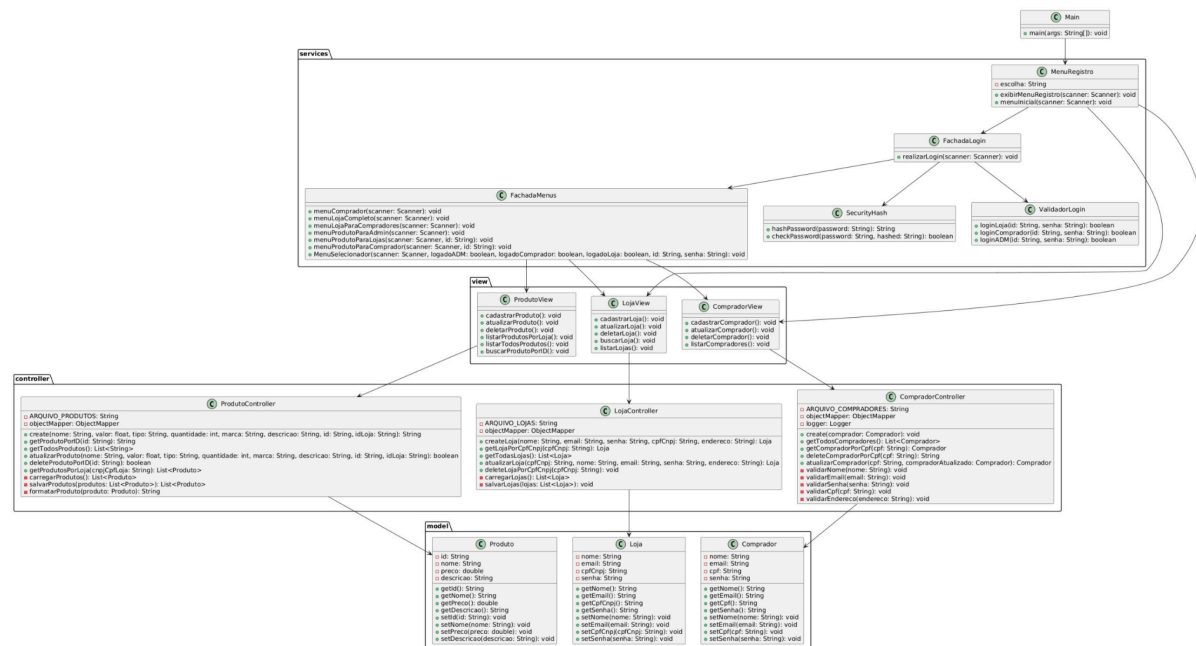 C Main
main(args: String[]): void
services
C MenuRegistro
escolha: String
exibirMenuRegistro(scanner: Scanner): void
menuInicial(scanner: Scanner): void
C FachadaLogin
realizarLogin(scanner: Scanner): void
C FachadaMenus
menuComprador(scanner: Scanner): void
menuLojaCompleto(scanner: Scanner): void
menuLojaParaCompradores(scanner: Scanner): void
menuProdutoParaAdmin(scanner: Scanner): void
menuProdutoParaLojas(scanner: Scanner, id: String): void
menuProdutoParaComprador(scanner: Scanner): void
MenuSelecionador(scanner: Scanner, logadoADM: boolean, logadoComprador: boolean, logadoLoja: boolean, id: String, senha: String): void
C SecurityHash
hashPassword(password: String): String
checkPassword(password: String, hashed: String): boolean
C ValidadorLogin
loginLoja(id: String, senha: String): boolean
loginComprador(id: String, senha: String): boolean
loginADM(id: String, senha: String): boolean
view
C ProdutoView
cadastrarProduto(): void
atualizarProduto(): void
deletarProduto(): void
listarProdutosPorLoja(): void
listarTodosProdutos(): void
buscarProdutoPorID(): void
C LojaView
cadastrarLoja(): void
atualizarLoja(): void
deletarLoja(): void
buscarLoja(): void
listarLojas(): void
C CompradorView
cadastrarComprador(): void
atualizarComprador(): void
deletarComprador(): void
listarCompradores(): void
controller
C ProdutoController
ARQUIVO_PRODUTOS: String
objectMapper: ObjectMapper
create(nome: String, valor: float, tipo: String, quantidade: int, marca: String, descricao: String, id: String, idLoja: String): String
getProdutoPorID(id: String): String
getTodosProdutos(): List<String>
atualizarProduto(nome: String, valor: float, tipo: String, quantidade: int, marca: String, descricao: String, id: String, idLoja: String): boolean
deleteProdutoPorID(id: String): boolean
getProdutosPorLoja(cnpjCpfLoja: String): List<Produto>
carregarProdutos(): List<Produto>
salvarProdutos(produtos: List<Produto>): List<Produto>
formatarProduto(produto: Produto): String
C LojaController
ARQUIVO_LOJAS: String
objectMapper: ObjectMapper
createLoja(nome: String, email: String, senha: String, cpfCnpj: String, endereco: String): Loja
getLojaPorCpfCnpj(cpfCnpj: String): Loja
getTodasLojas(): List<Loja>
atualizarLoja(cpfCnpj: String, nome: String, email: String, senha: String, endereco: String): Loja
deleteLojaPorCpfCnpj(cpfCnpj: String): void
carregarLojas(): List<Loja>
salvarLojas(lojas: List<Loja>): void
C CompradorController
ARQUIVO_COMPRADORES: String
objectMapper: ObjectMapper
logger: Logger
create(comprador: Comprador): void
getTodosCompradores(): List<Comprador>
getCompradorPorCpf(cpf: String): Comprador
deleteCompradorPorCpf(cpf: String): String
atualizarComprador(cpf: String, compradorAtualizado: Comprador): Comprador
validarNome(nome: String): void
validarEmail(email: String): void
validarSenha(senha: String): void
validarCpf(cpf: String): void
validarEndereco(endereco: String): void
model
C Produto
id: String
nome: String
preco: double
descricao: String
getId(): String
getNome(): String
getPreco(): double
getDescricao(): String
setId(id: String): void
setNome(nome: String): void
setPreco(preco: double): void
setDescricao(descricao: String): void
C Loja
nome: String
email: String
cpfCnpj: String
senha: String
getNome(): String
getEmail(): String
getCpfCnpj(): String
getSenha(): String
setNome(nome: String): void
setEmail(email: String): void
setCpfCnpj(cpfCnpj: String): void
setSenha(senha: String): void
C Comprador
nome: String
email: String
cpf: String
senha: String
getNome(): String
getEmail(): String
getCpf(): String
getSenha(): String
setNome(nome: String): void
setEmail(email: String): void
setCpf(cpf: String): void
setSenha(senha: String): void